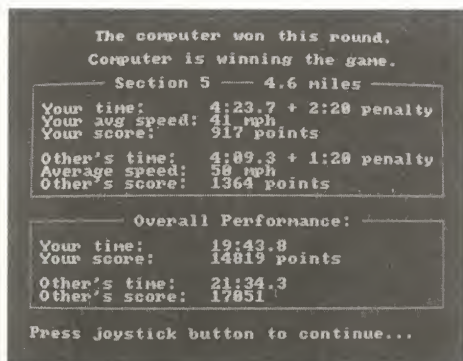 The computer won this round.
Computer is winning the game.
Section 5 — 4.6 miles
Your time: 4:23.7 + 2:20 penalty
Your avg speed: 41 mph
Your score: 917 points
Other's time: 4:09.3 + 1:20 penalty
Average speed: 50 mph
Other's score: 1364 points
Overall Performance:
Your time: 19:43.8
Your score: 14819 points
Other's time: 21:34.3
Other's score: 17051
Press joystick button to continue...